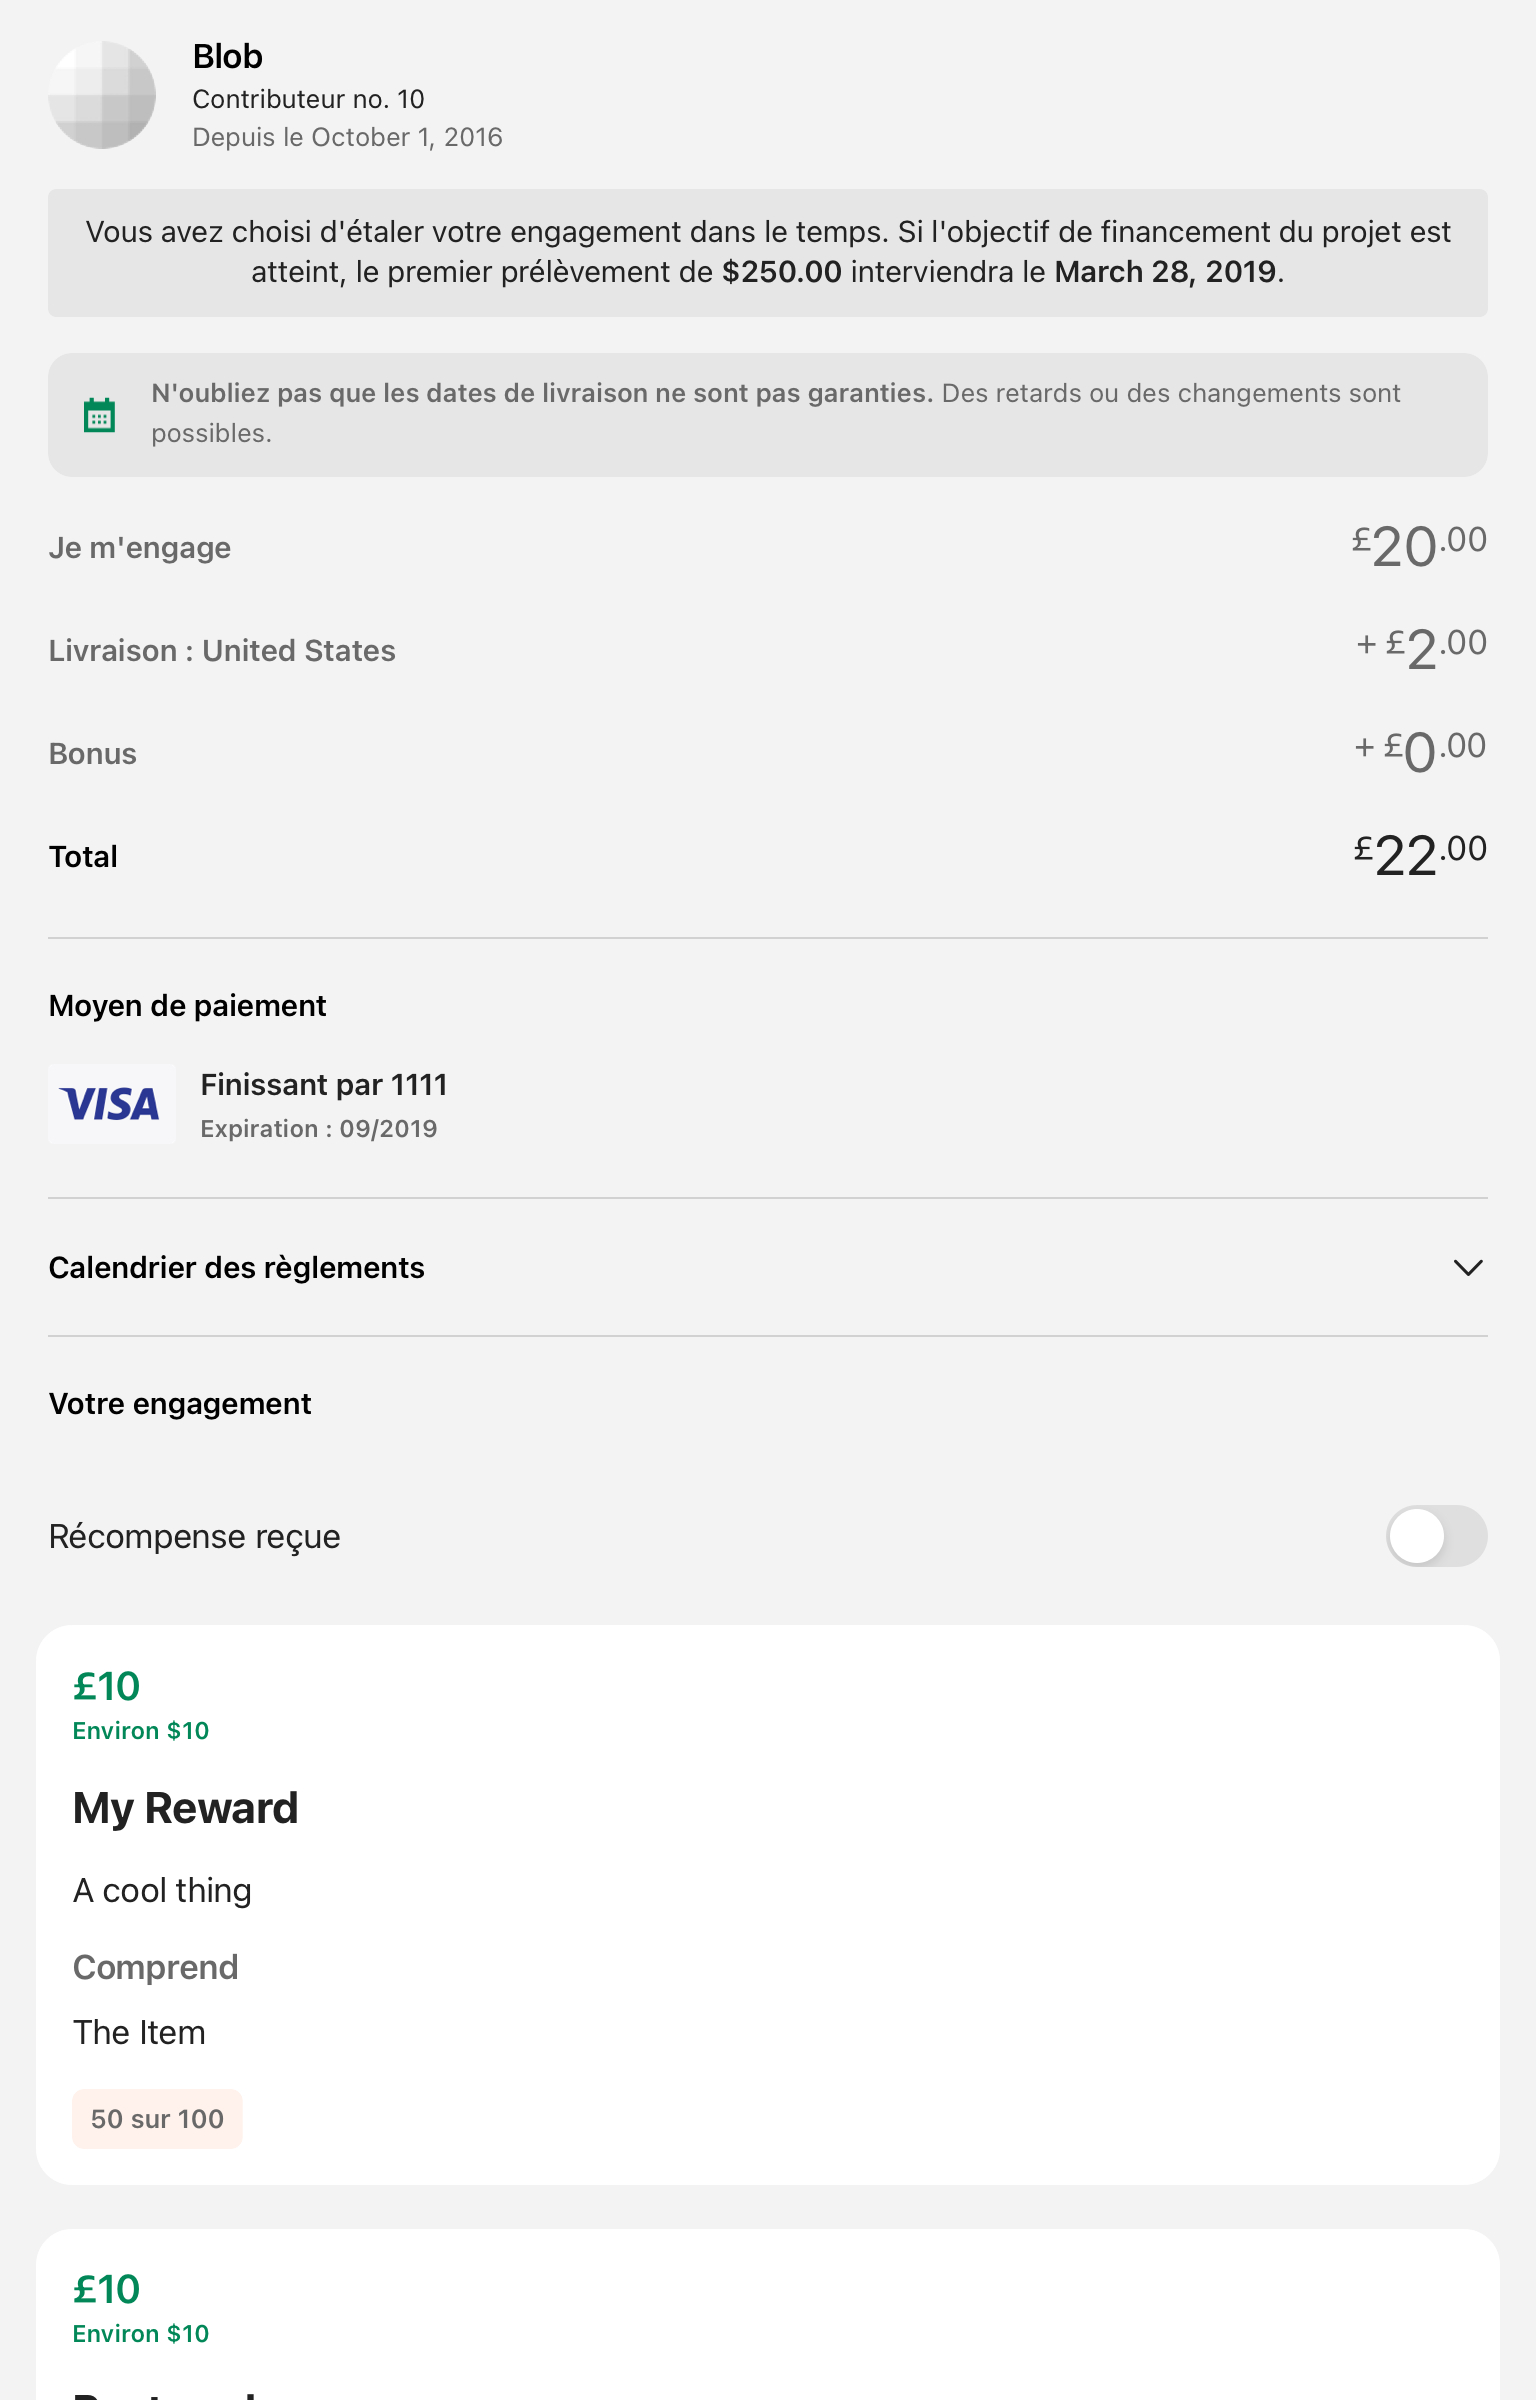 Blob
Contributeur no. 10
Depuis le October 1, 2016
Vous avez choisi d'étaler votre engagement dans le temps. Si l'objectif de financement du projet est
atteint, le premier prélèvement de $250.00 interviendra le March 28, 2019.
N'oubliez pas que les dates de livraison ne sont pas garanties. Des retards ou des changements sont
possibles.
Je m'engage £20.00
Livraison : United States + £2.00
Bonus + £0.00
Total £22.00
Moyen de paiement
VISA
Finissant par 1111
Expiration : 09/2019
Calendrier des règlements
Votre engagement
Récompense reçue
£10
Environ $10
My Reward
A cool thing
Comprend
The Item
50 sur 100
£10
Environ $10